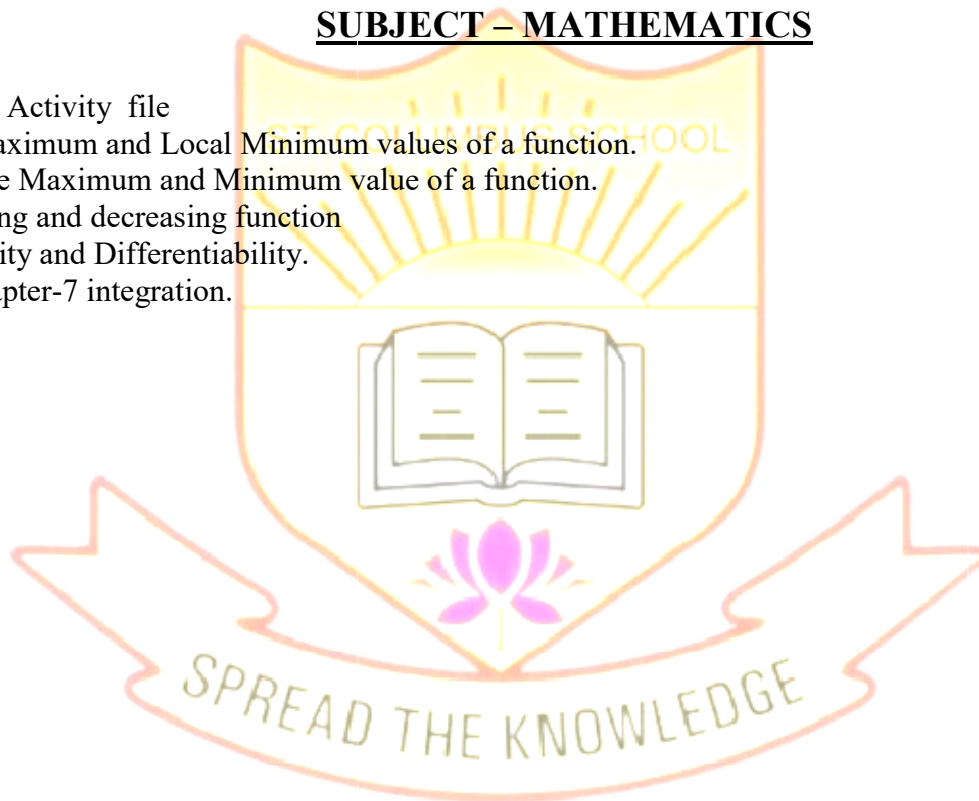 SUBJECT – MATHEMATICS
Activity file
aximum and Local Minimum values of a function.
e Maximum and Minimum value of a function.
ng and decreasing function
ity and Differentiability.
pter-7 integration.
ST. COLUMBUS SCHOOL
SPREAD THE KNOWLEDGE